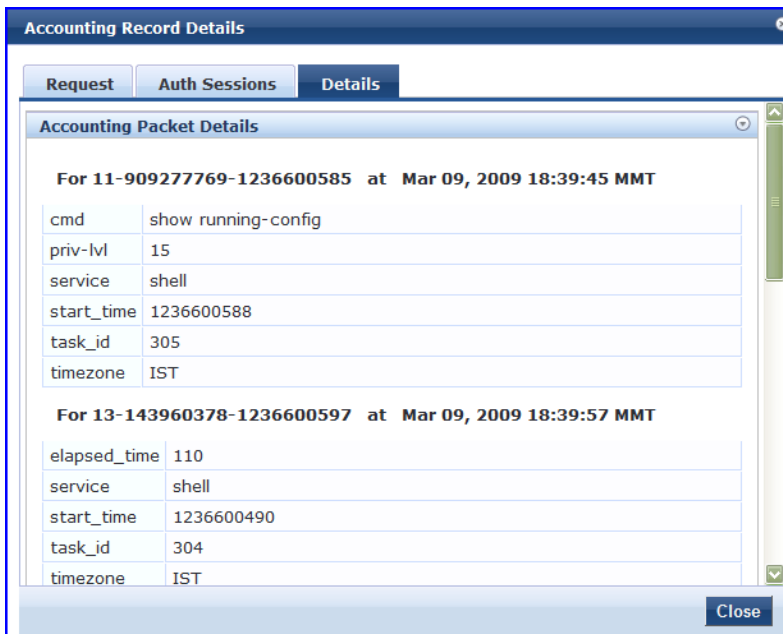 Accounting Record Details
Request Auth Sessions Details
Accounting Packet Details
For 11-909277769-1236600585 at Mar 09, 2009 18:39:45 MMT
cmd show running-config
priv-lvl 15
service shell
start_time 1236600588
task_id 305
timezone IST
For 13-143960378-1236600597 at Mar 09, 2009 18:39:57 MMT
elapsed_time 110
service shell
start_time 1236600490
task_id 304
timezone IST
Close